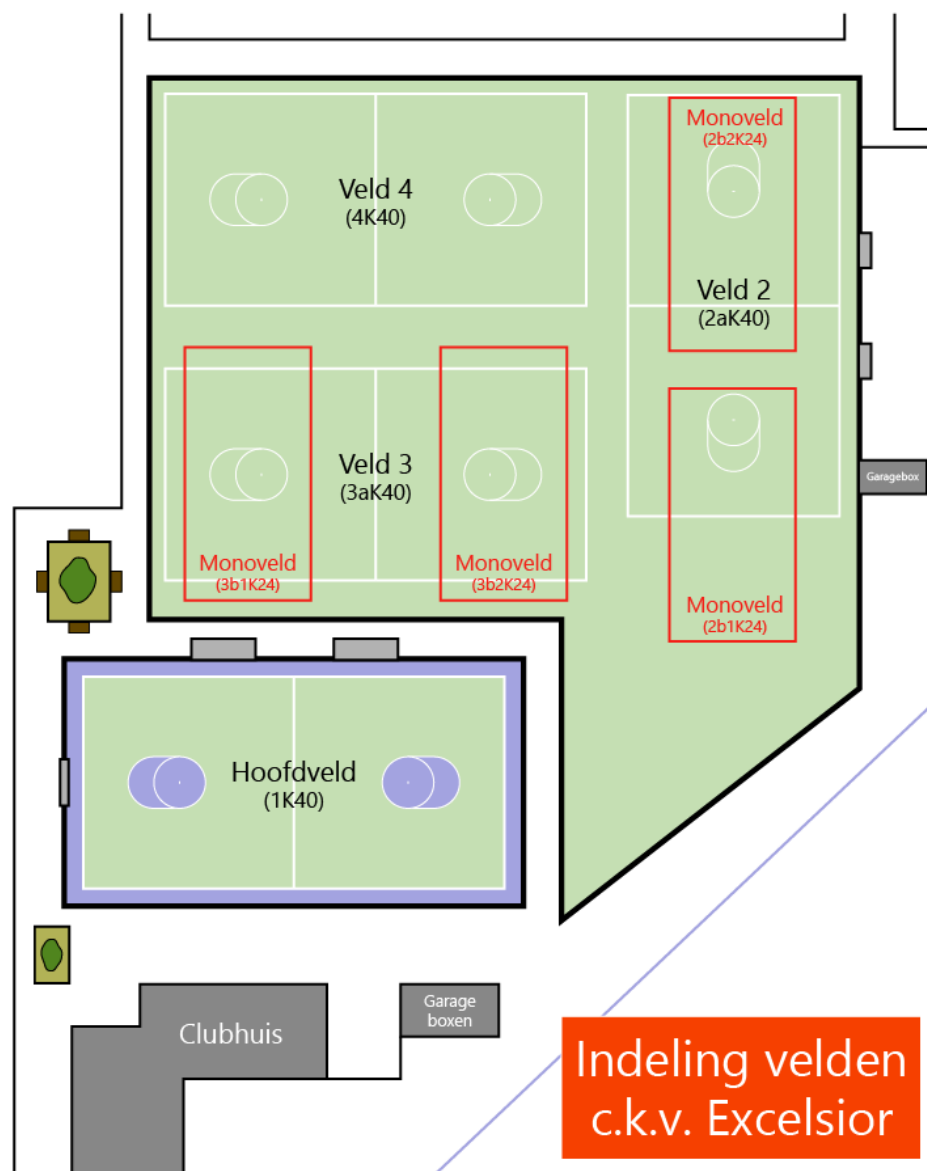 Monoveld
(2b2K24)
Veld 4
(4K40)
Veld 2
(2aK40)
Veld 3
(3aK40)
Garagebox
Monoveld
(3b1K24)
Monoveld
(3b2K24)
Monoveld
(2b1K24)
Hoofdveld
(1K40)
Clubhuis
Garage
boxen
Indeling velden
c.k.v. Excelsior